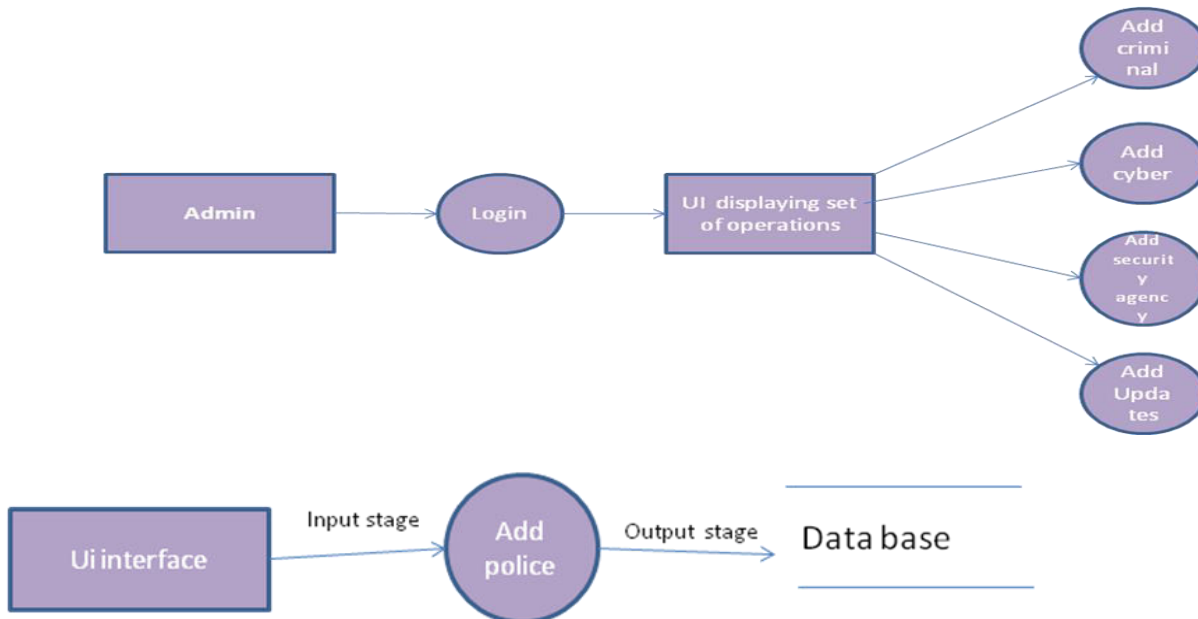 Add
crimi
nal
Add
cyber
Admin
Login
UI displaying set
of operations
Add
securit
y
agenc
y
Add
Upda
tes
Ui interface
Input stage
Add
police
Output stage
Data base